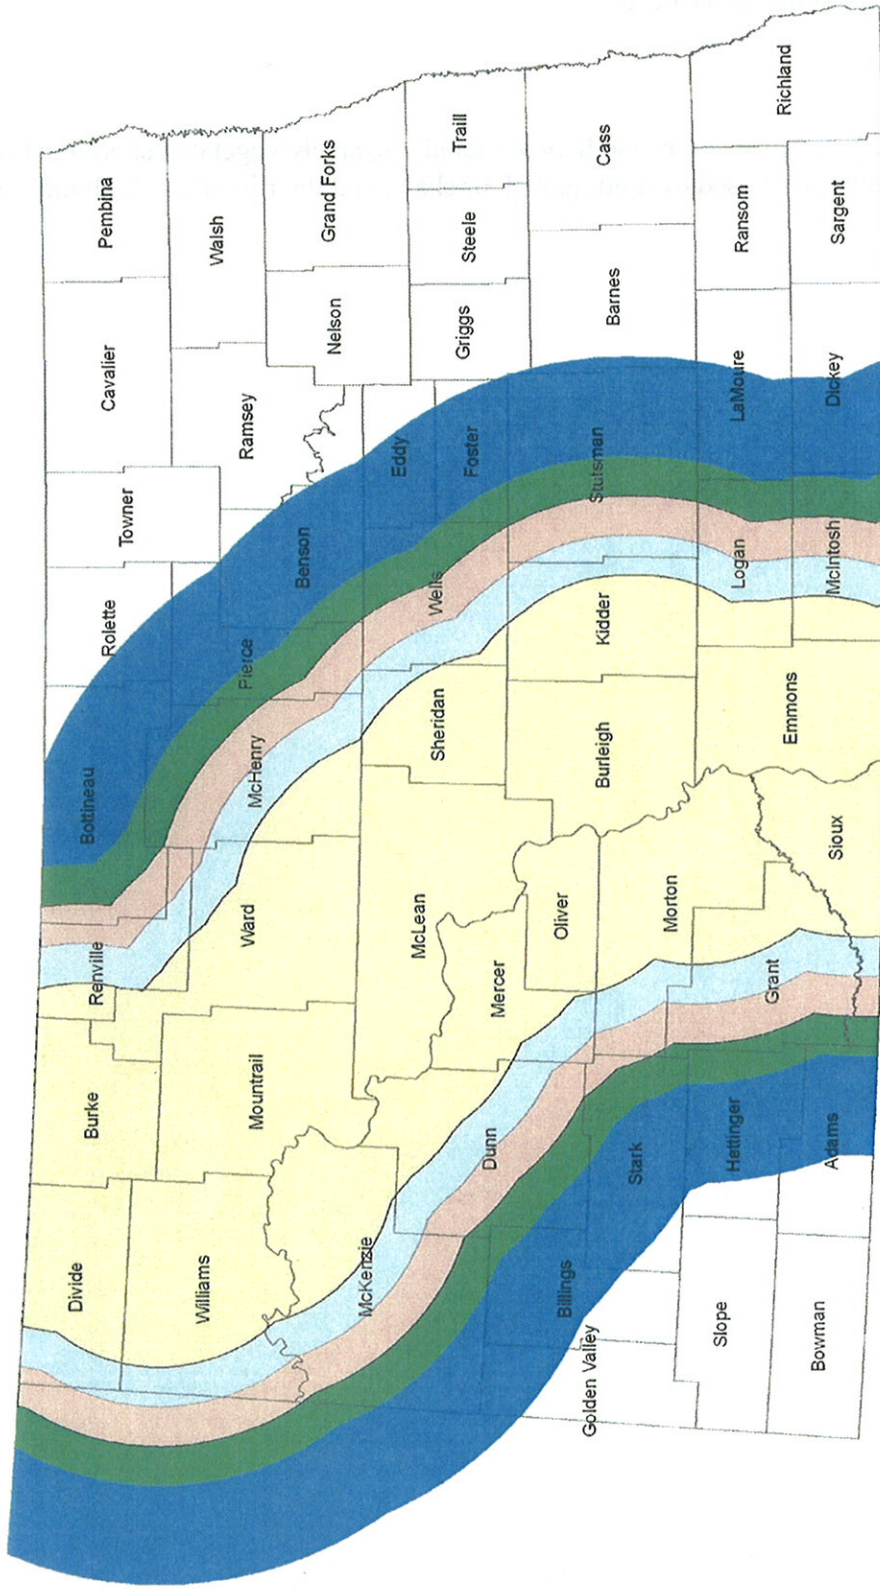 Divide
Burke
Renville
Bottineau
Rolette
Towner
Cavalier
Pembina
Williams
Mountrail
Ward
McHenry
Pierce
Benson
Ramsey
Walsh
Nelson
Grand Forks
McKenzie
Dunn
Mercer
McLean
Sheridan
Wells
Eddy
Foster
Griggs
Steele
Traill
Golden Valley
Billings
Stark
Oliver
Morton
Burleigh
Kidder
Stutsman
Barnes
Cass
Slope
Hettinger
Grant
Emmons
Logan
LaMoure
Ransom
Richland
Bowman
Adams
Sioux
McIntosh
Dickey
Sargent